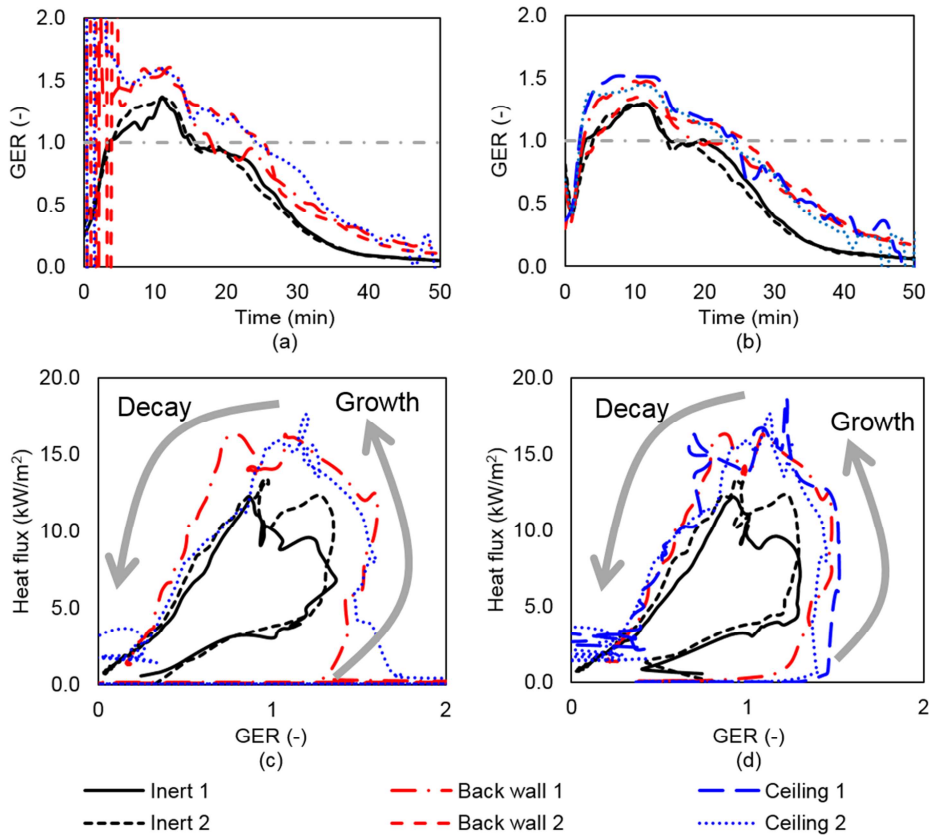 2.0
1.5
1.0
0.5
0.0
GER (-)
0 10 20 30 40 50
Time (min)
(a)
2.0
1.5
1.0
0.5
0.0
GER (-)
0 10 20 30 40 50
Time (min)
(b)
20.0
15.0
10.0
5.0
0.0
Heat flux (kW/m²)
Decay
Growth
0 1 2
GER (-)
(c)
20.0
15.0
10.0
5.0
0.0
Heat flux (kW/m²)
Decay
Growth
0 1 2
GER (-)
(d)
Inert 1 Back wall 1 Ceiling 1
Inert 2 Back wall 2 Ceiling 2